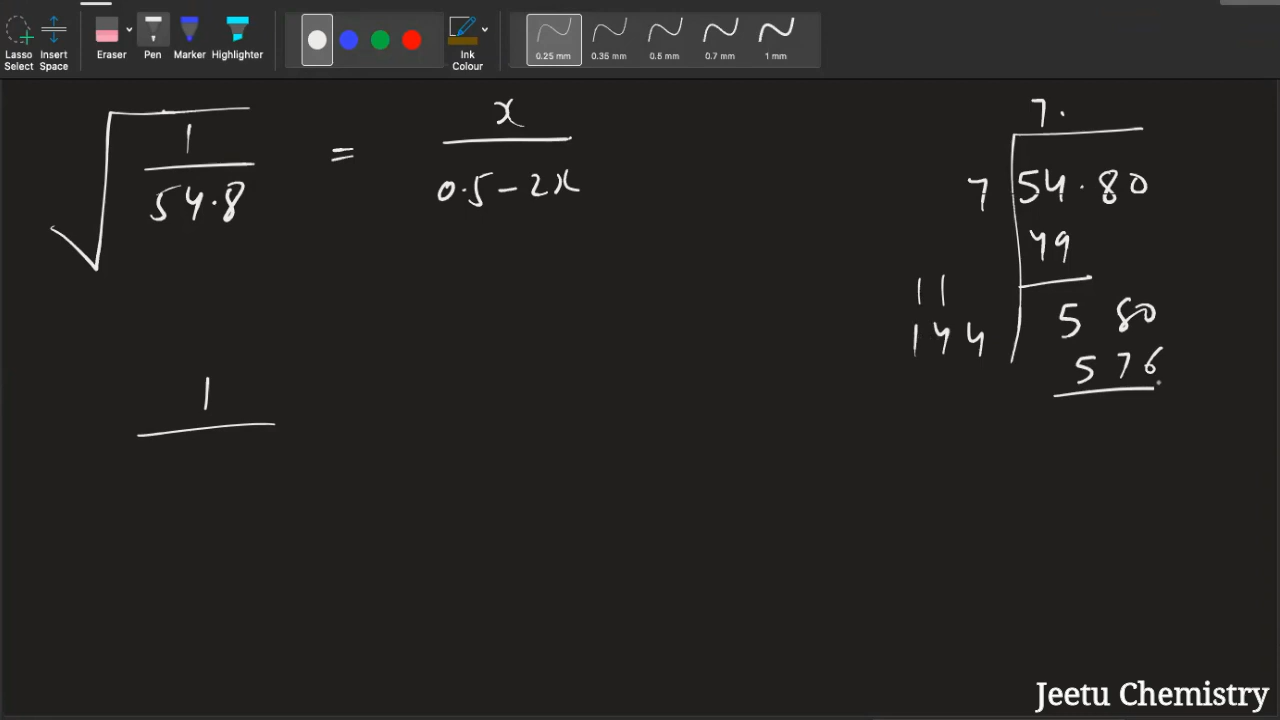 Lasso Select
Insert Space
Eraser
Pen
Marker
Highlighter
Ink Colour
0.25 mm
0.35 mm
0.5 mm
0.7 mm
1 mm
√(1/54.8) = x/(0.5-2x)
7.
7 54.80
49
11 5 80
144 576
1
Jeetu Chemistry